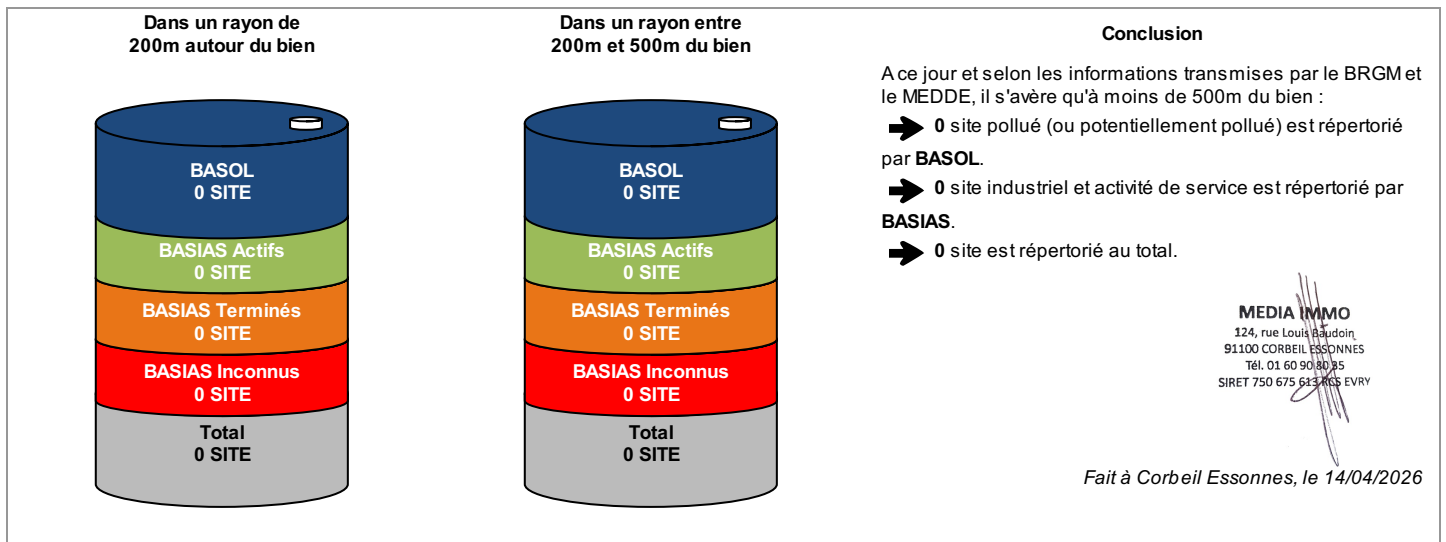 Dans un rayon de
200m autour du bien
BASOL
0 SITE
BASIAS Actifs
0 SITE
BASIAS Terminés
0 SITE
BASIAS Inconnus
0 SITE
Total
0 SITE
Dans un rayon entre
200m et 500m du bien
BASOL
0 SITE
BASIAS Actifs
0 SITE
BASIAS Terminés
0 SITE
BASIAS Inconnus
0 SITE
Total
0 SITE
Conclusion
A ce jour et selon les informations transmises par le BRGM et
le MEDDE, il s'avère qu'à moins de 500m du bien :
0 site pollué (ou potentiellement pollué) est répertorié
par BASOL.
0 site industriel et activité de service est répertorié par
BASIAS.
0 site est répertorié au total.
MEDIA IMMO
124, rue Louis Baudoin
91100 CORBEIL ESSONNES
Tél. 01 60 90 80 85
SIRET 750 675 613 RCS EVRY
Fait à Corbeil Essonnes, le 14/04/2026